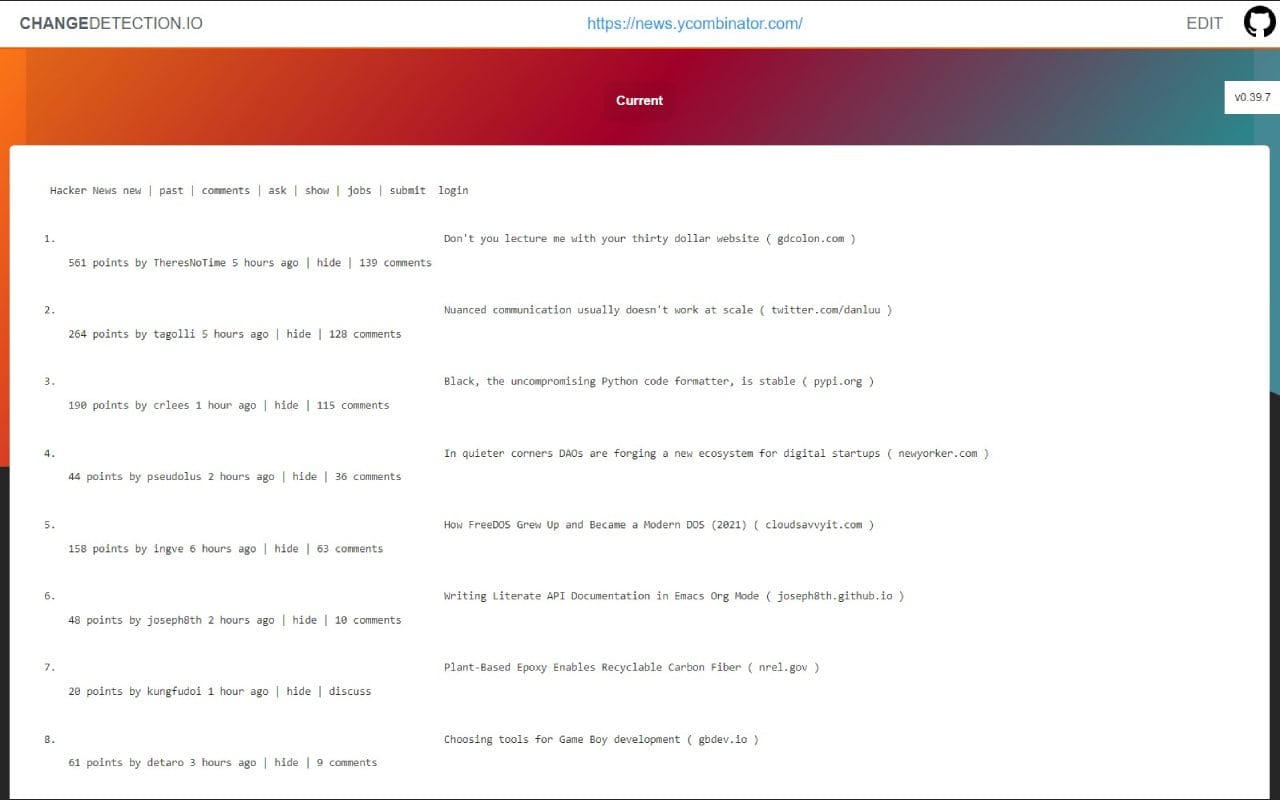 CHANGEDETECTION.IO
https://news.ycombinator.com/
EDIT
Current
v0.39.7
Hacker News new | past | comments | ask | show | jobs | submit login
1. Don't you lecture me with your thirty dollar website ( gdcolon.com )
561 points by TheresNoTime 5 hours ago | hide | 139 comments
2. Nuanced communication usually doesn't work at scale ( twitter.com/danluu )
264 points by tagolli 5 hours ago | hide | 128 comments
3. Black, the uncompromising Python code formatter, is stable ( pypi.org )
190 points by crlees 1 hour ago | hide | 115 comments
4. In quieter corners DAOs are forging a new ecosystem for digital startups ( newyorker.com )
44 points by pseudolus 2 hours ago | hide | 36 comments
5. How FreeDOS Grew Up and Became a Modern DOS (2021) ( cloudsavvyit.com )
158 points by ingve 6 hours ago | hide | 63 comments
6. Writing Literate API Documentation in Emacs Org Mode ( joseph8th.github.io )
48 points by joseph8th 2 hours ago | hide | 10 comments
7. Plant-Based Epoxy Enables Recyclable Carbon Fiber ( nrel.gov )
20 points by kungfudoi 1 hour ago | hide | discuss
8. Choosing tools for Game Boy development ( gbdev.io )
61 points by detaro 3 hours ago | hide | 9 comments